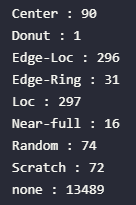 Center : 90
Donut : 1
Edge-Loc : 296
Edge-Ring : 31
Loc : 297
Near-full : 16
Random : 74
Scratch : 72
none : 13489